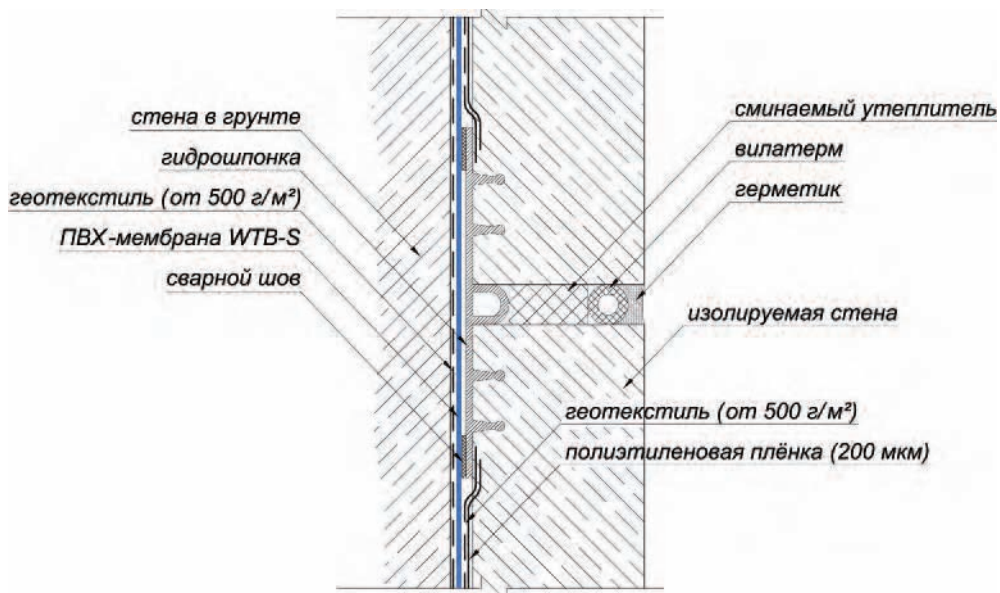 стена в грунте
гидрошпонка
геотекстиль (от 500 г/м²)
ПВХ-мембрана WTB-S
сварной шов
сминаемый утеплитель
вилатерм
герметик
изолируемая стена
геотекстиль (от 500 г/м²)
полиэтиленовая плёнка (200 мкм)